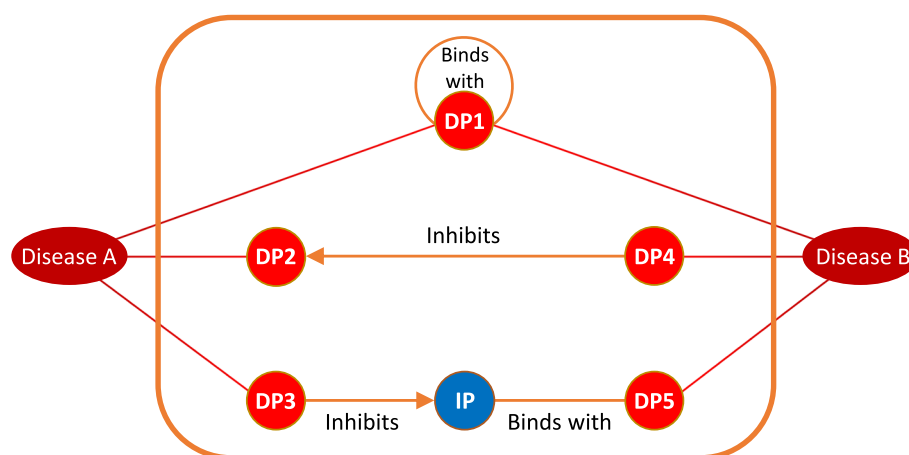 Binds
with
DP1
Inhibits
Disease A
DP2
DP4
Disease B
DP3
IP
DP5
Inhibits
Binds with